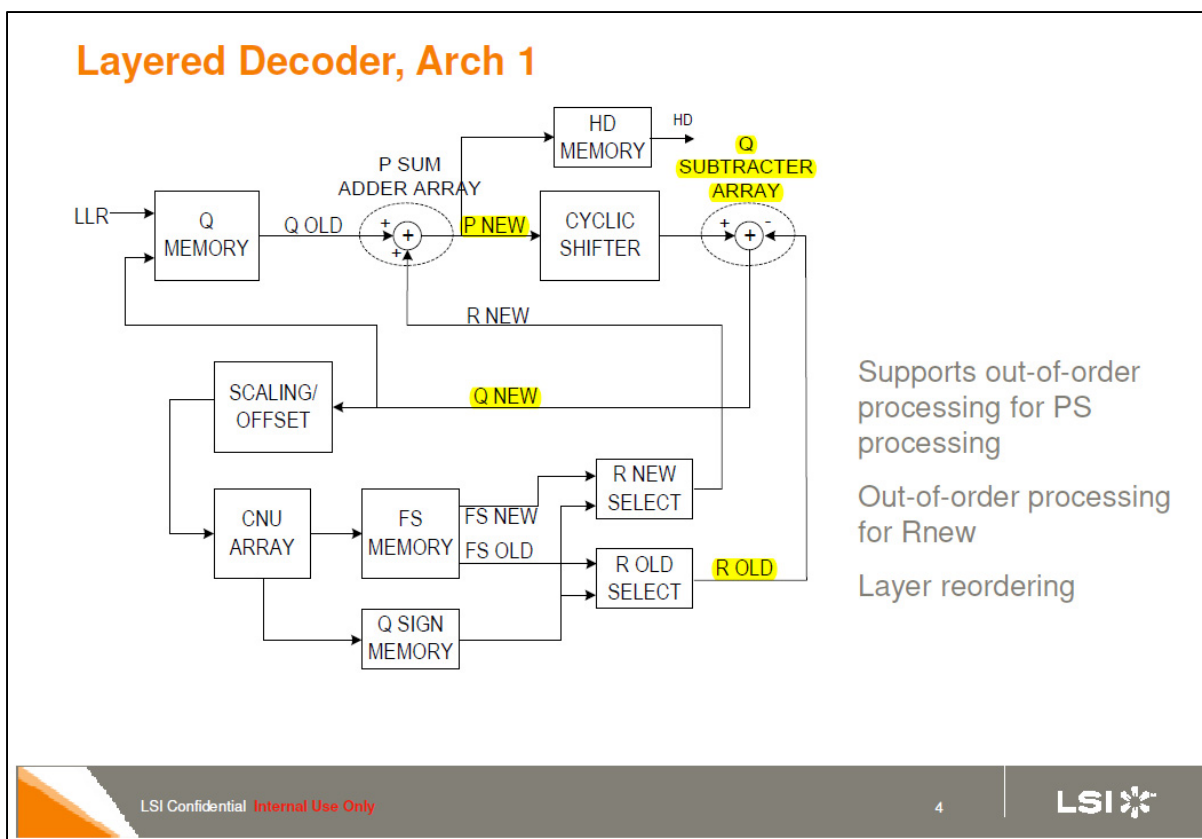 Layered Decoder, Arch 1
HD
MEMORY
HD
Q
SUBTRACTER
ARRAY
P SUM
ADDER ARRAY
LLR
Q
MEMORY
Q OLD
+
+
+
P NEW
CYCLIC
SHIFTER
+
+
-
R NEW
SCALING/
OFFSET
Q NEW
CNU
ARRAY
FS
MEMORY
FS NEW
FS OLD
R NEW
SELECT
R OLD
SELECT
R OLD
Q SIGN
MEMORY
Supports out-of-order
processing for PS
processing
Out-of-order processing
for Rnew
Layer reordering
LSI Confidential Internal Use Only
4
LSI